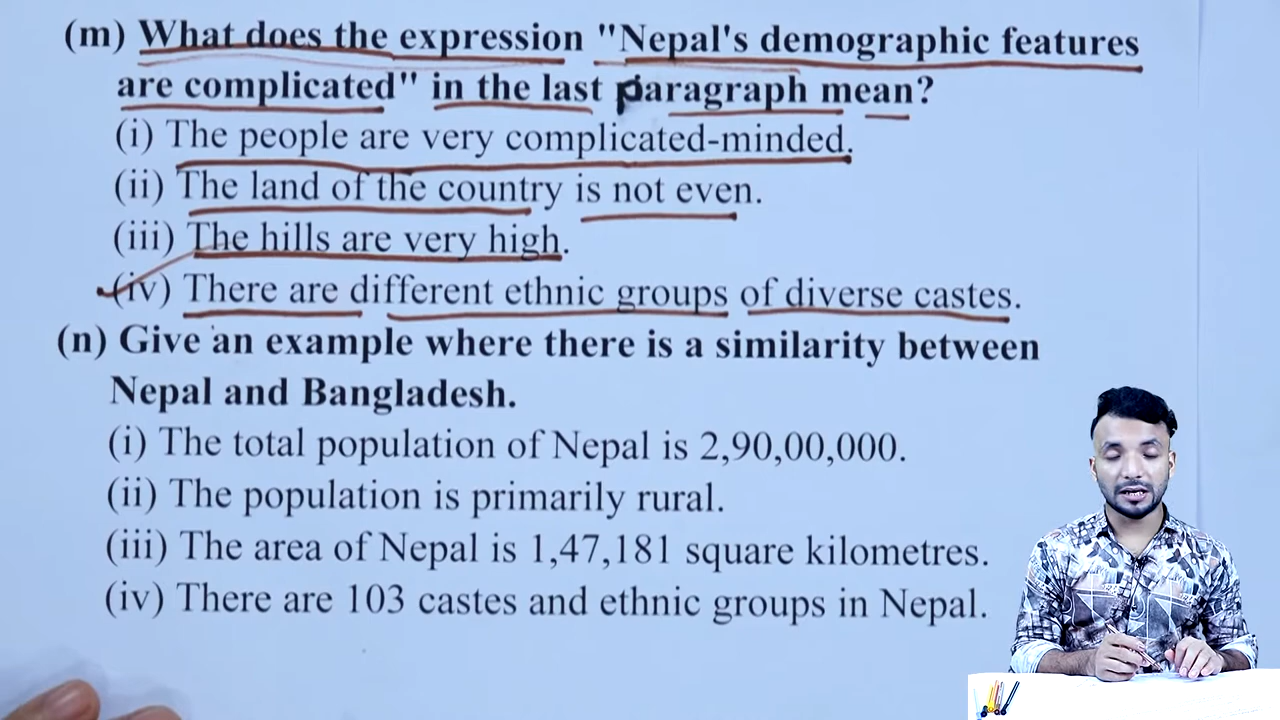 (m) What does the expression "Nepal's demographic features
are complicated" in the last paragraph mean?
(i) The people are very complicated-minded.
(ii) The land of the country is not even.
(iii) The hills are very high.
(iv) There are different ethnic groups of diverse castes.
(n) Give an example where there is a similarity between
Nepal and Bangladesh.
(i) The total population of Nepal is 2,90,00,000.
(ii) The population is primarily rural.
(iii) The area of Nepal is 1,47,181 square kilometres.
(iv) There are 103 castes and ethnic groups in Nepal.